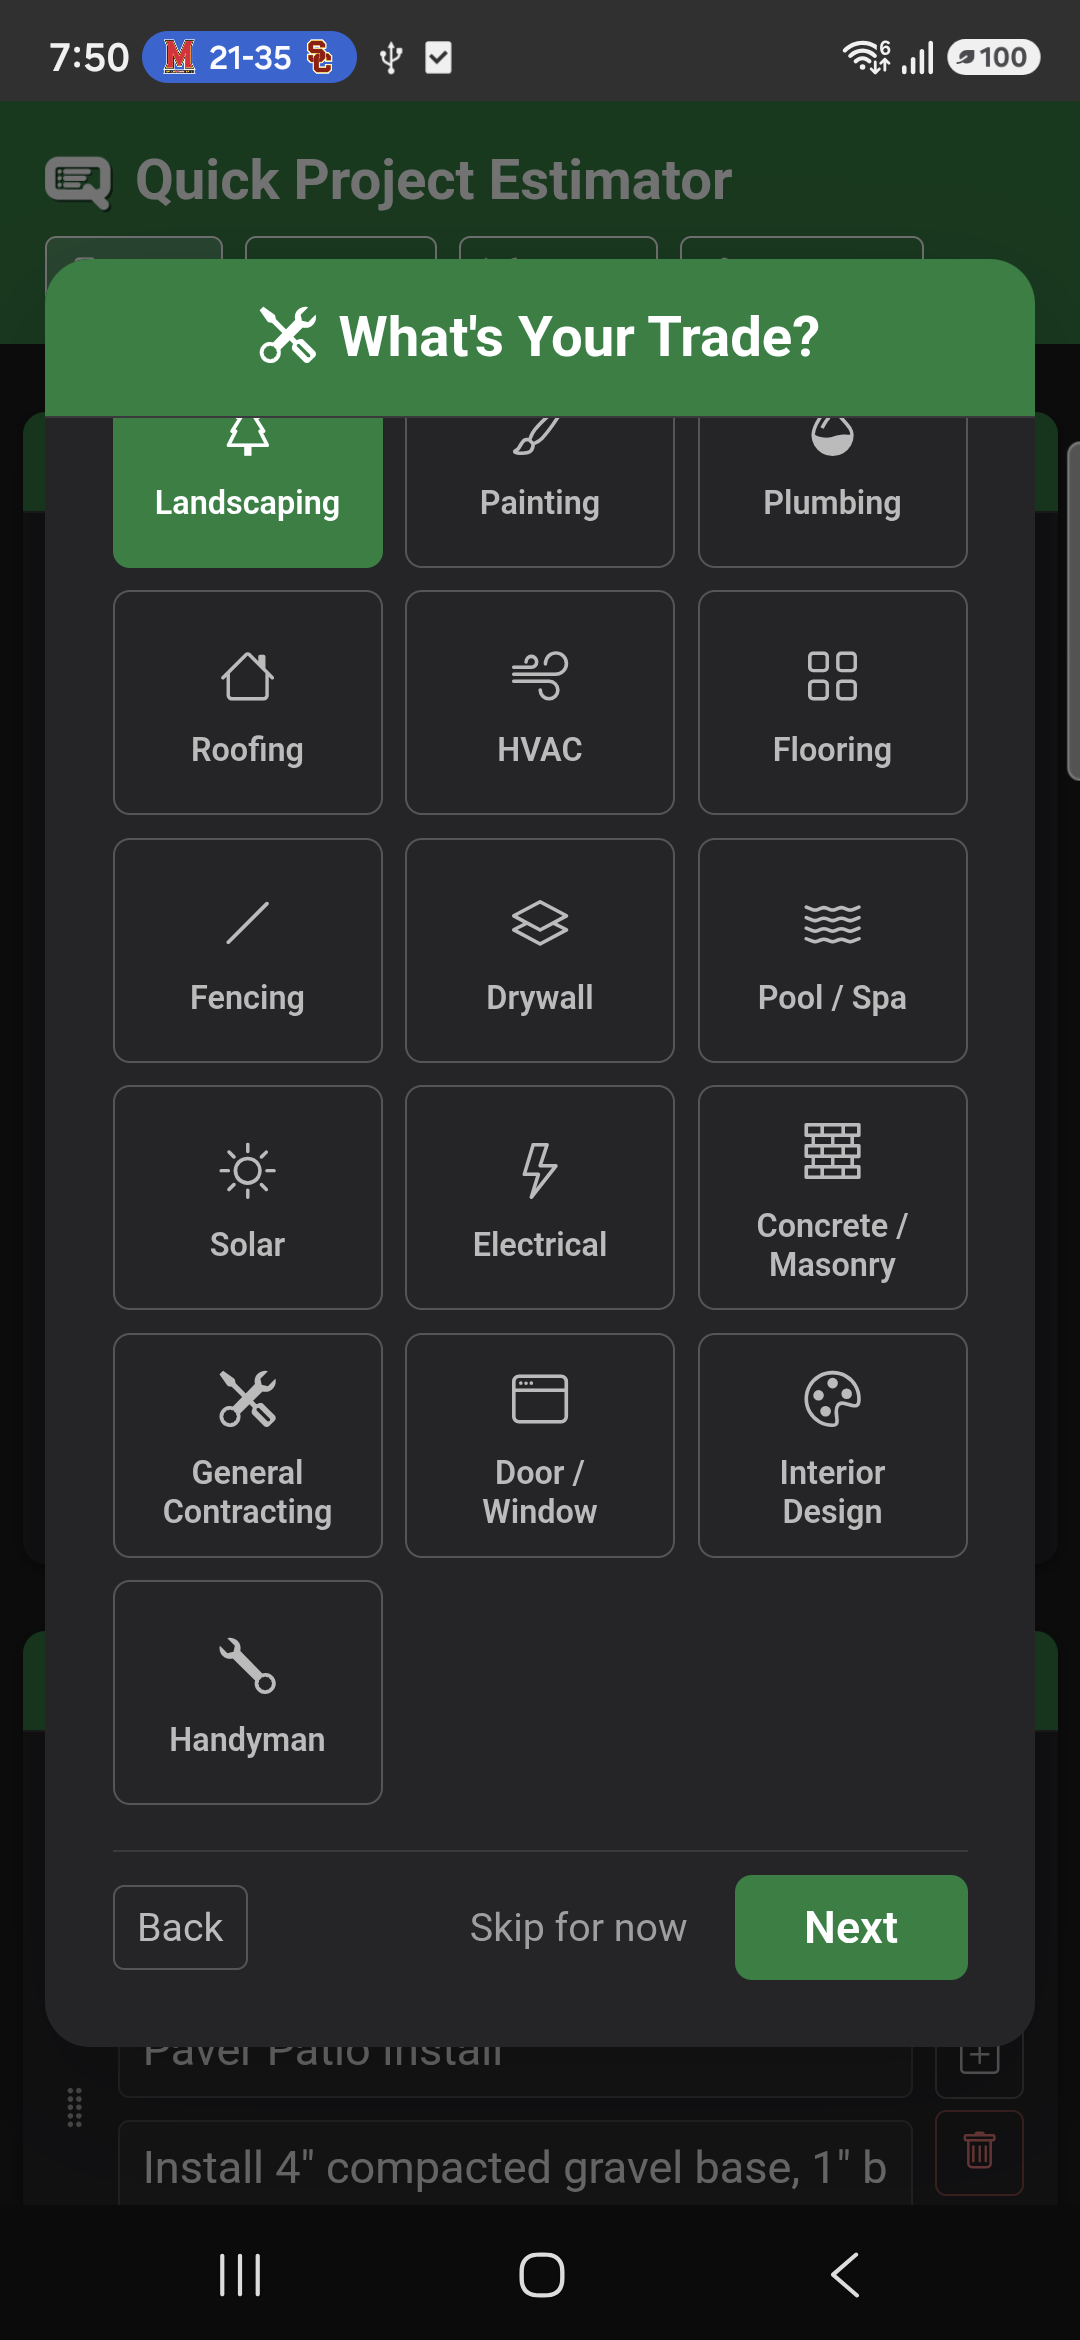 7:50 M 21-35 SC 6 100
Quick Project Estimator
What's Your Trade?
Landscaping Painting Plumbing
Roofing HVAC Flooring
Fencing Drywall Pool / Spa
Solar Electrical Concrete /
Masonry
General Contracting
Door / Window
Interior Design
Handyman
Back Skip for now Next
Paver Patio Install
Install 4" compacted gravel base, 1" b